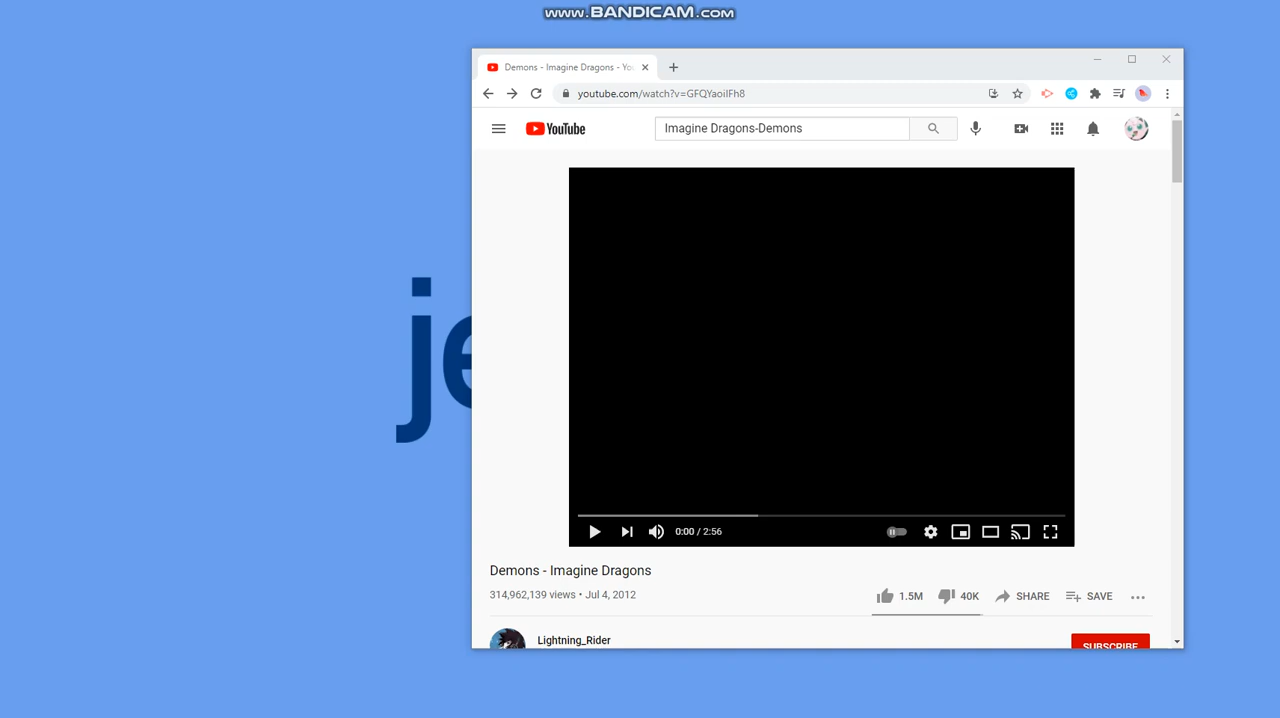 www.BANDICAM.com
Demons - Imagine Dragons - Yo
youtube.com/watch?v=GFQYaoiIFh8
YouTube
Imagine Dragons-Demons
je
0:00 / 2:56
Demons - Imagine Dragons
314,962,139 views • Jul 4, 2012
1.5M
40K
SHARE
SAVE
Lightning_Rider
SUBSCRIBE